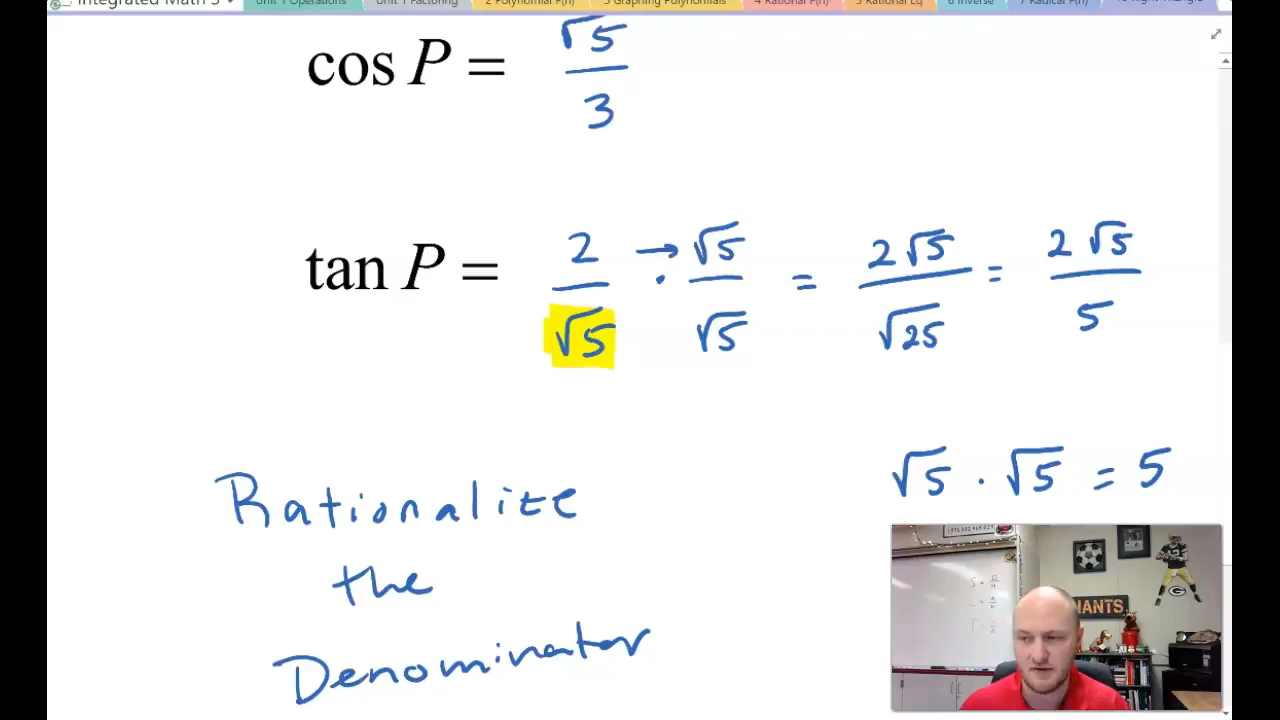 Integrated Math 3
Unit 1 Operations
Unit 1 Factoring
2 Polynomial F(n)
3 Graphing Polynomials
4 Rational F(n)
5 Rational Eq
6 Inverse
7 Radical F(n)
cos P = √5/3
tan P = 2/√5 · → √5/√5 = 2√5/√25 = 2√5/5
√5 · √5 = 5
Rationalize
the
Denominator
IANTS
G